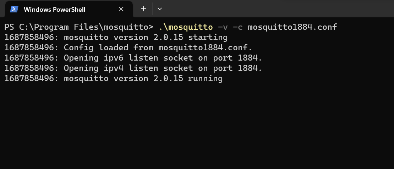 Windows PowerShell
PS C:\Program Files\mosquitto> .\mosquitto -v -c mosquitto1884.conf
1687858496: mosquitto version 2.0.15 starting
1687858496: Config loaded from mosquitto1884.conf.
1687858496: Opening ipv6 listen socket on port 1884.
1687858496: Opening ipv4 listen socket on port 1884.
1687858496: mosquitto version 2.0.15 running